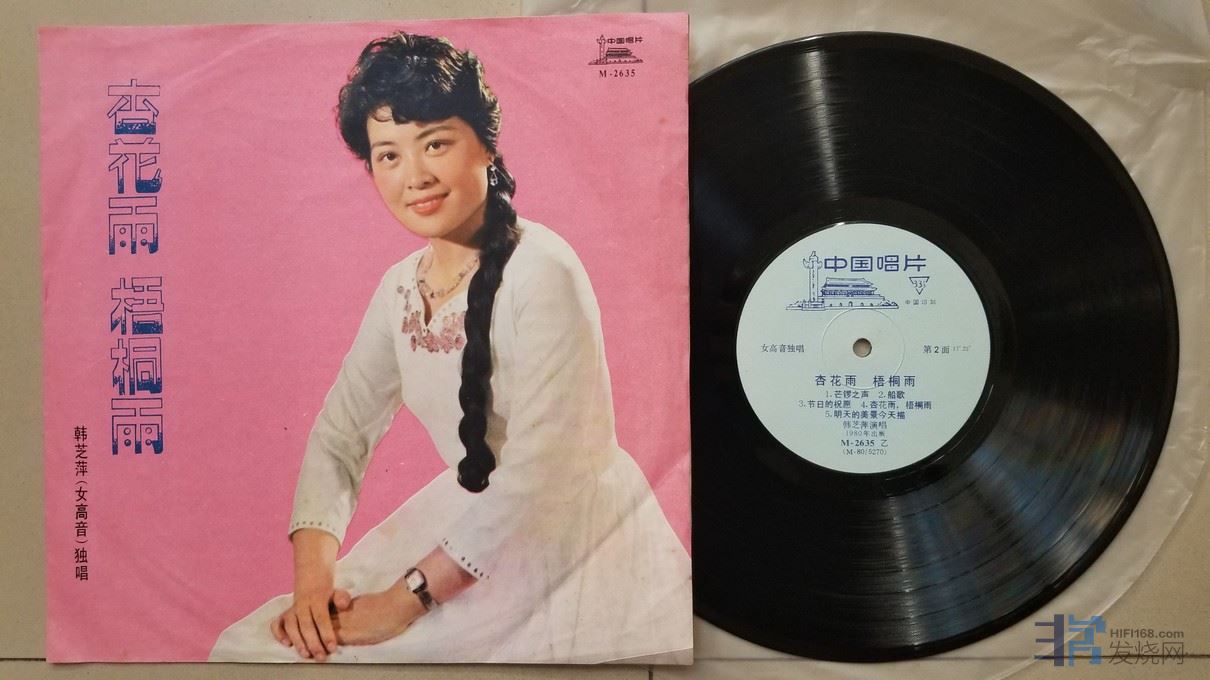 杏花雨 梧桐雨
韩芝萍(女高音)独唱
中国唱片
M-2635
中国唱片
33
中国印制
女高音独唱
第2面
杏花雨 梧桐雨
1.芒锣之声 2.船歌
3.节日的祝愿 4.杏花雨,梧桐雨
5.明天的美景今天描
韩芝萍演唱
1980年出版
M-2635 乙
(M-80/5270)
HIFI168.com
发烧网